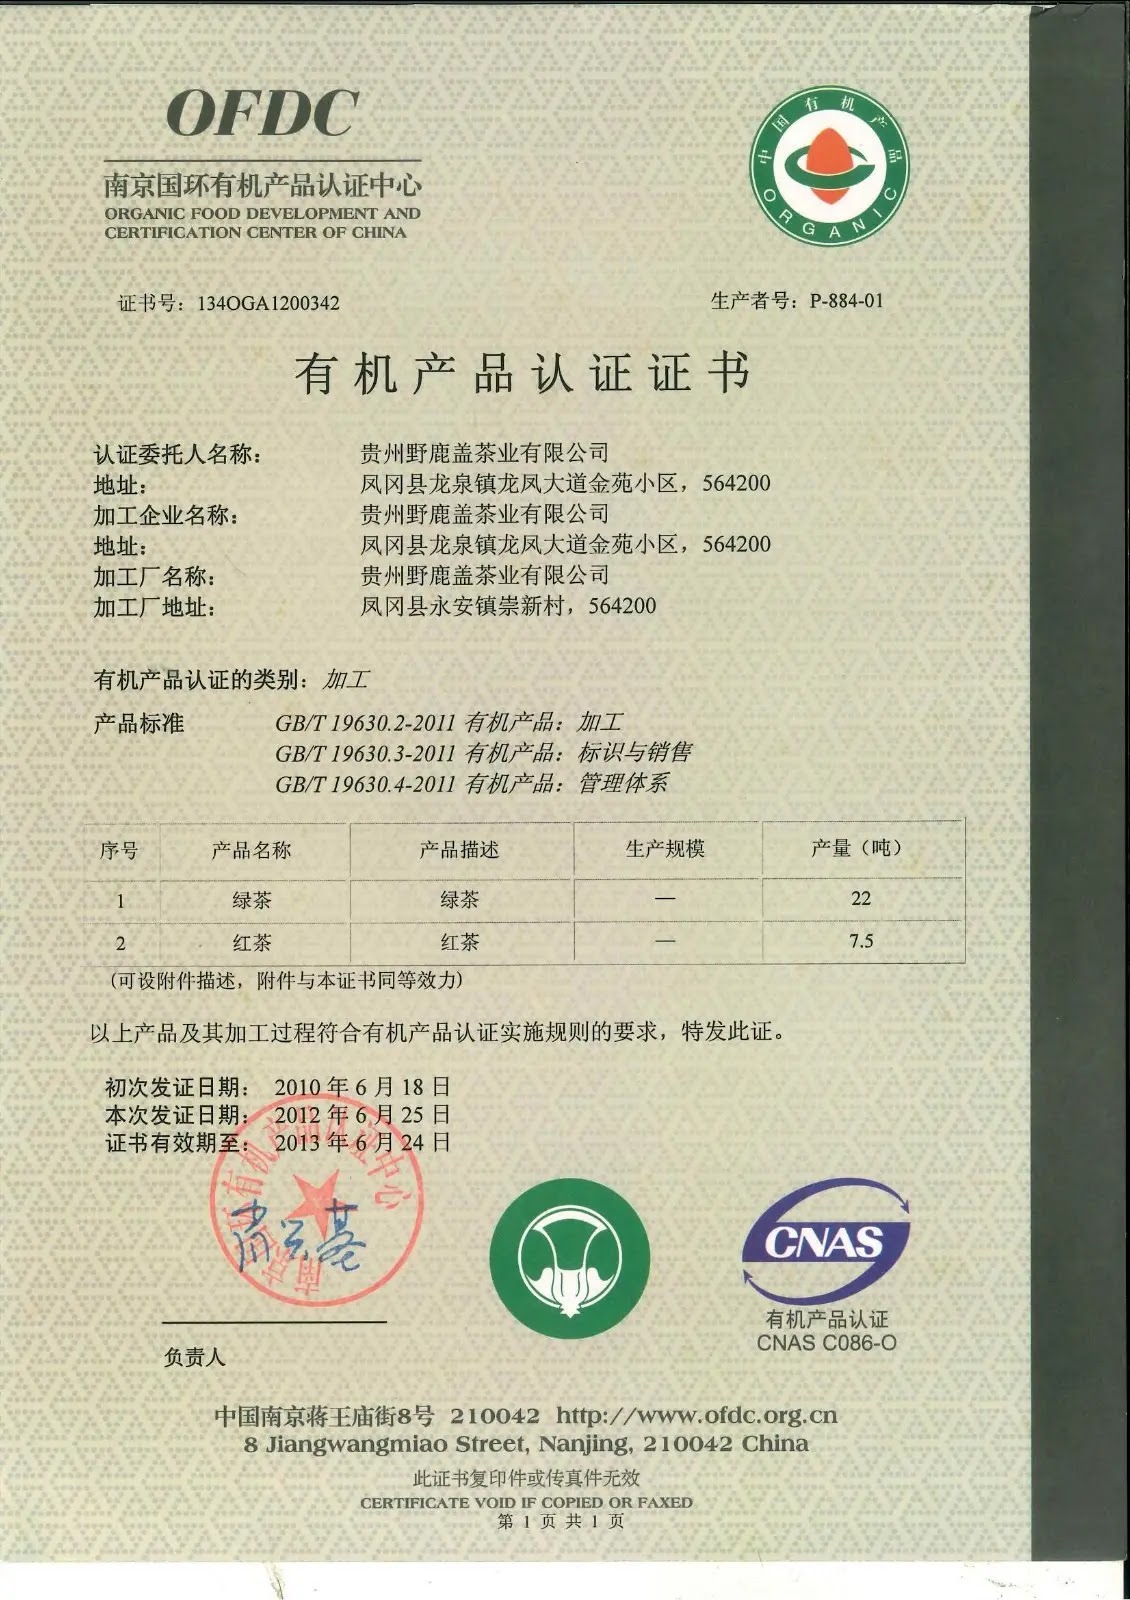 OFDC
南京国环有机产品认证中心
ORGANIC FOOD DEVELOPMENT AND
CERTIFICATION CENTER OF CHINA
中国有机产品
ORGANIC
证书号：134OGA1200342
生产者号：P-884-01
有机产品认证证书
认证委托人名称： 贵州野鹿盖茶业有限公司
地址： 凤冈县龙泉镇龙凤大道金苑小区，564200
加工企业名称： 贵州野鹿盖茶业有限公司
地址： 凤冈县龙泉镇龙凤大道金苑小区，564200
加工厂名称： 贵州野鹿盖茶业有限公司
加工厂地址： 凤冈县永安镇崇新村，564200
有机产品认证的类别：加工
产品标准 GB/T 19630.2-2011 有机产品：加工
GB/T 19630.3-2011 有机产品：标识与销售
GB/T 19630.4-2011 有机产品：管理体系
序号 产品名称 产品描述 生产规模 产量（吨）
1 绿茶 绿茶 — 22
2 红茶 红茶 — 7.5
(可设附件描述，附件与本证书同等效力)
以上产品及其加工过程符合有机产品认证实施规则的要求，特发此证。
初次发证日期： 2010 年 6 月 18 日
本次发证日期： 2012 年 6 月 25 日
证书有效期至： 2013 年 6 月 24 日
南京国环有机产品认证中心
CNAS
有机产品认证
CNAS C086-O
负责人
中国南京蒋王庙街8号 210042 http://www.ofdc.org.cn
8 Jiangwangmiao Street, Nanjing, 210042 China
此证书复印件或传真件无效
CERTIFICATE VOID IF COPIED OR FAXED
第 1 页 共 1 页